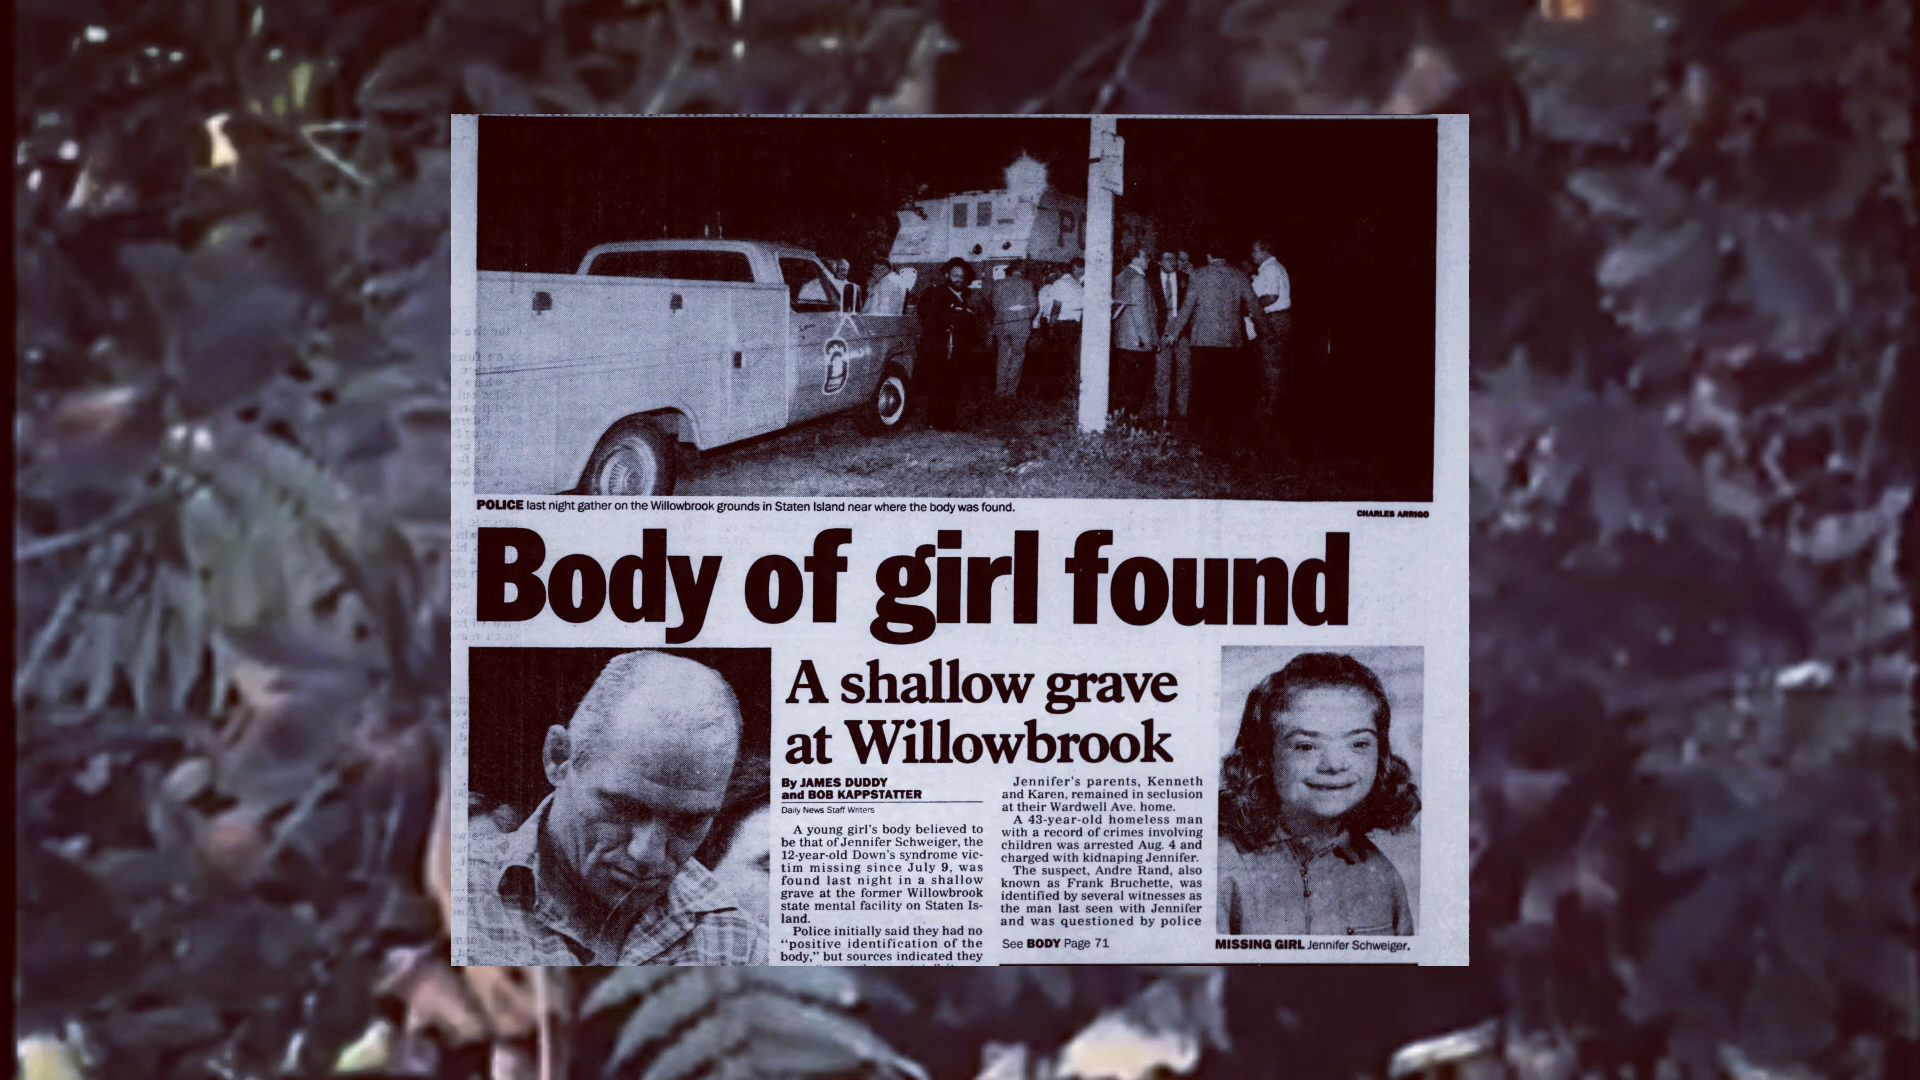 PO
POLICE last night gather on the Willowbrook grounds in Staten Island near where the body was found.
CHARLES ARRIGO
Body of girl found
A shallow grave
at Willowbrook
By JAMES DUDDY
and BOB KAPPSTATTER
Daily News Staff Writers
A young girl's body believed to
be that of Jennifer Schweiger, the
12-year-old Down's syndrome vic-
tim missing since July 9, was
found last night in a shallow
grave at the former Willowbrook
state mental facility on Staten Is-
land.
Police initially said they had no
"positive identification of the
body," but sources indicated they
Jennifer's parents, Kenneth
and Karen, remained in seclusion
at their Wardwell Ave. home.
A 43-year-old homeless man
with a record of crimes involving
children was arrested Aug. 4 and
charged with kidnaping Jennifer.
The suspect, Andre Rand, also
known as Frank Bruchette, was
identified by several witnesses as
the man last seen with Jennifer
and was questioned by police
See BODY Page 71
MISSING GIRL Jennifer Schweiger.